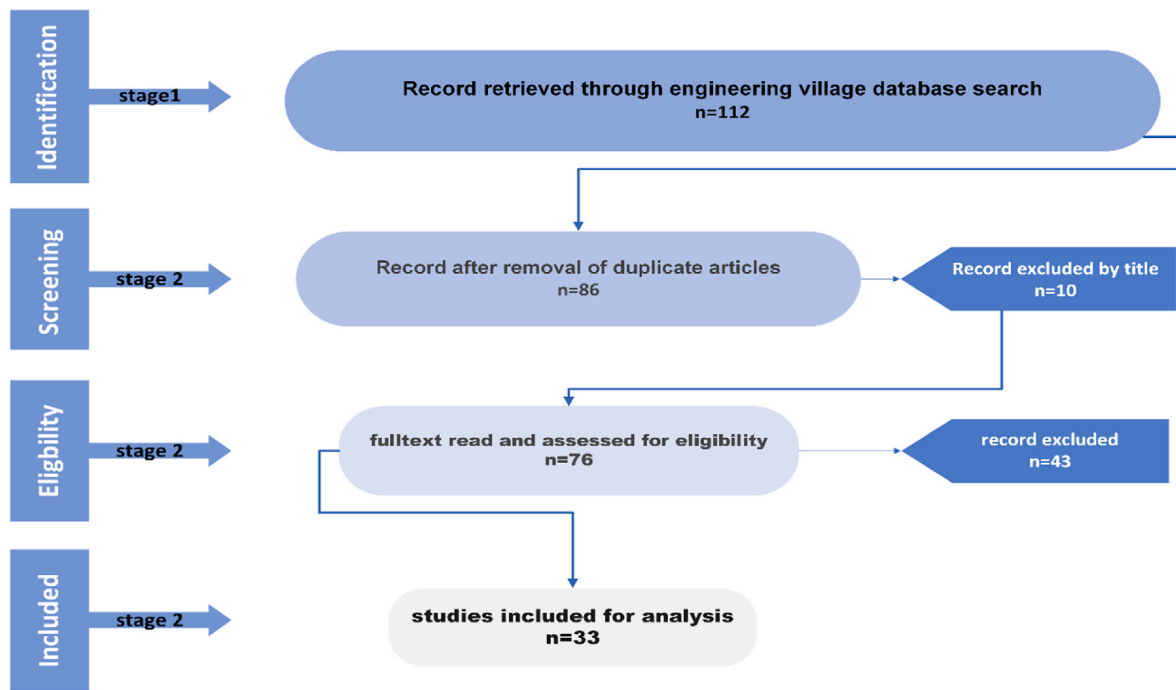 Identification
stage1
Record retrieved through engineering village database search
n=112
Screening
stage 2
Record after removal of duplicate articles
n=86
Record excluded by title
n=10
Eligbility
stage 2
fulltext read and assessed for eligibility
n=76
record excluded
n=43
Included
stage 2
studies included for analysis
n=33